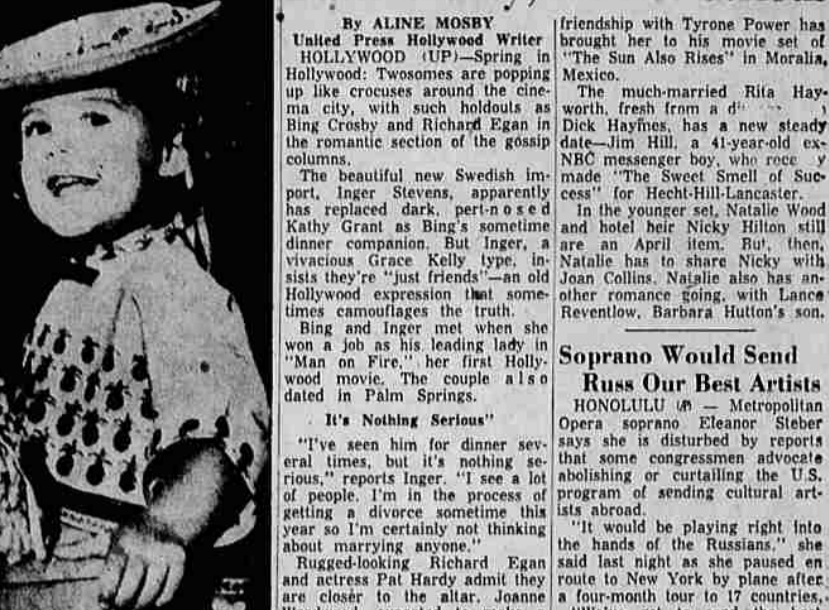 By ALINE MOSBY
United Press Hollywood Writer
HOLLYWOOD (UP)—Spring in
Hollywood: Twosomes are popping
up like crocuses around the cine-
ma city, with such holdouts as
Bing Crosby and Richard Egan in
the romantic section of the gossip
columns.
The beautiful new Swedish im-
port, Inger Stevens, apparently
has replaced dark, pert-nosed
Kathy Grant as Bing's sometime
dinner companion. But Inger, a
vivacious Grace Kelly type, in-
sists they're "just friends"—an old
Hollywood expression that some-
times camouflages the truth.
Bing and Inger met when she
won a job as his leading lady in
"Man on Fire," her first Holly-
wood movie. The couple also
dated in Palm Springs.
It's Nothing Serious"
"I've seen him for dinner sev-
eral times, but it's nothing se-
rious," reports Inger. "I see a lot
of people. I'm in the process of
getting a divorce sometime this
year so I'm certainly not thinking
about marrying anyone."
Rugged-looking Richard Egan
and actress Pat Hardy admit they
are closer to the altar. Joanne
friendship with Tyrone Power has
brought her to his movie set of
"The Sun Also Rises" in Moralia,
Mexico.
The much-married Rita Hay-
worth, fresh from a
Dick Haymes, has a new steady
date—Jim Hill, a 41-year-old ex-
NBC messenger boy, who
made "The Sweet Smell of Suc-
cess" for Hecht-Hill-Lancaster.
In the younger set, Natalie Wood
and hotel heir Nicky Hilton still
are an April item. But, then,
Natalie has to share Nicky with
Joan Collins. Natalie also has an-
other romance going, with Lance
Reventlow, Barbara Hutton's son.
Soprano Would Send
Russ Our Best Artists
HONOLULU (AP) — Metropolitan
Opera soprano Eleanor Steber
says she is disturbed by reports
that some congressmen advocate
abolishing or curtailing the U.S.
program of sending cultural art-
ists abroad.
"It would be playing right into
the hands of the Russians," she
said last night as she paused en
route to New York by plane after
a four-month tour to 17 countries.